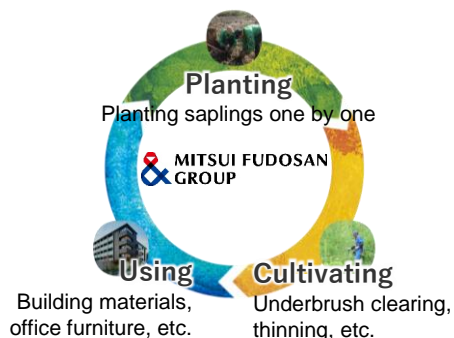 Planting
Planting saplings one by one
& MITSUI FUDOSAN
GROUP
Using
Building materials,
office furniture, etc.
Cultivating
Underbrush clearing,
thinning, etc.